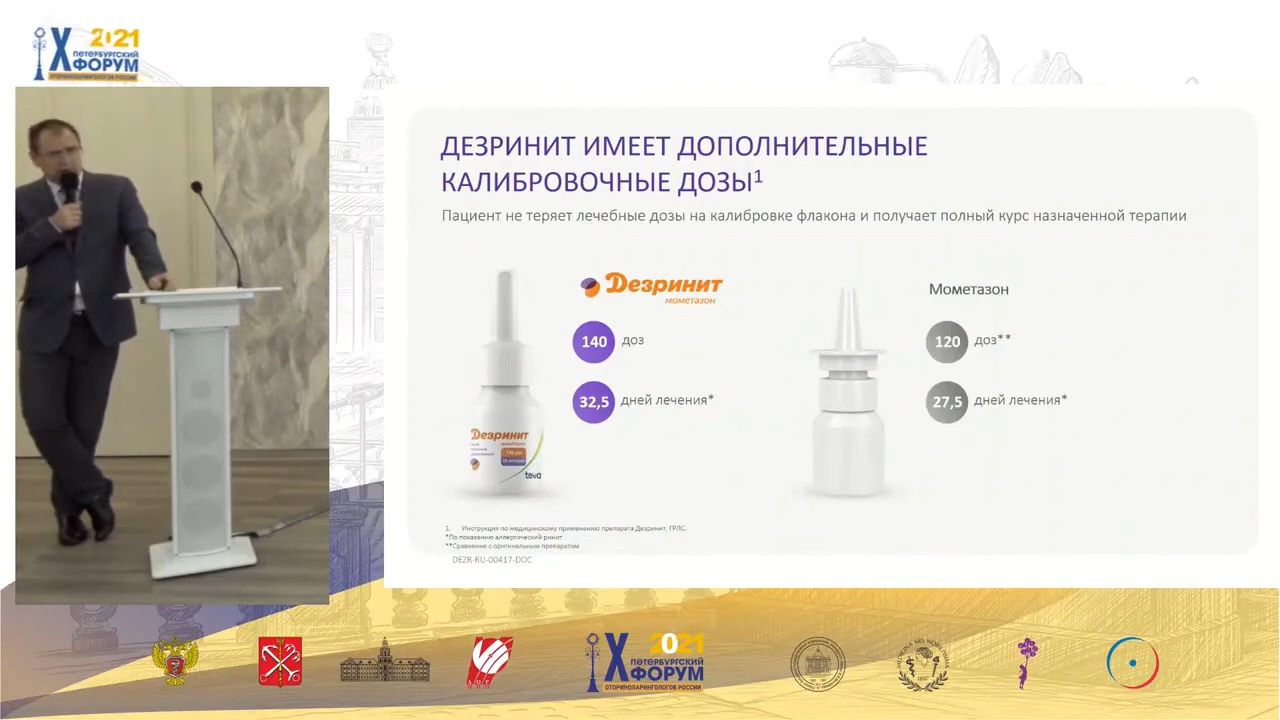 X 2021
ПЕТЕРБУРГСКИЙ
ФОРУМ
ОТОРИНОЛАРИНГОЛОГОВ РОССИИ
ДЕЗРИНИТ ИМЕЕТ ДОПОЛНИТЕЛЬНЫЕ
КАЛИБРОВОЧНЫЕ ДОЗЫ¹
Пациент не теряет лечебные дозы на калибровке флакона и получает полный курс назначенной терапии
Дезринит
мометазон
140 доз
32,5 дней лечения*
Мометазон
120 доз**
27,5 дней лечения*
Дезринит
teva
1. Инструкция по медицинскому применению препарата Дезринит, ГРЛС.
*По показанию аллергический ринит
**Сравнение с оригинальным препаратом
DEZR-RU-00417-DOC
X 2021
ПЕТЕРБУРГСКИЙ
ФОРУМ
ОТОРИНОЛАРИНГОЛОГОВ РОССИИ